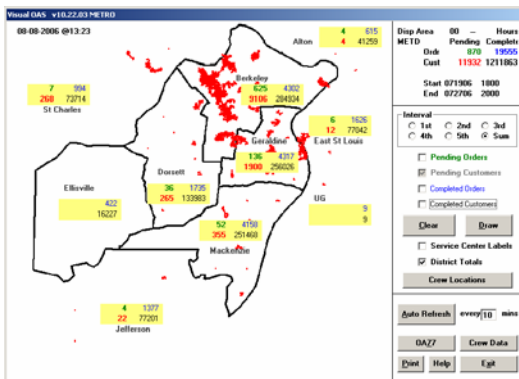 Visual OAS v10.22.03 METRO
08-08-2006 @13:23
4 615
Alton 4 41259
7 994
268 73714
St Charles
Berkeley
625 4302
9106 284934
6 1626
12 77042
East St Louis
Geraldine
136 4317
1900 256026
Dorsett
36 1735
265 133983
Ellisville
422
16227
UG
9
9
52 4158
355 251468
Mackenzie
4 1377
22 77201
Jefferson
Disp Area 00 - Hours
METD Pending Complete
Ordr 870 19555
Cust 11932 1211863
Start 071906 1800
End 072706 2000
Interval
1st 2nd 3rd
4th 5th Sum
Pending Orders
Pending Customers
Completed Orders
Completed Customers
Clear Draw
Service Center Labels
District Totals
Crew Locations
Auto Refresh every 10 mins
OAZ7 Crew Data
Print Help Exit